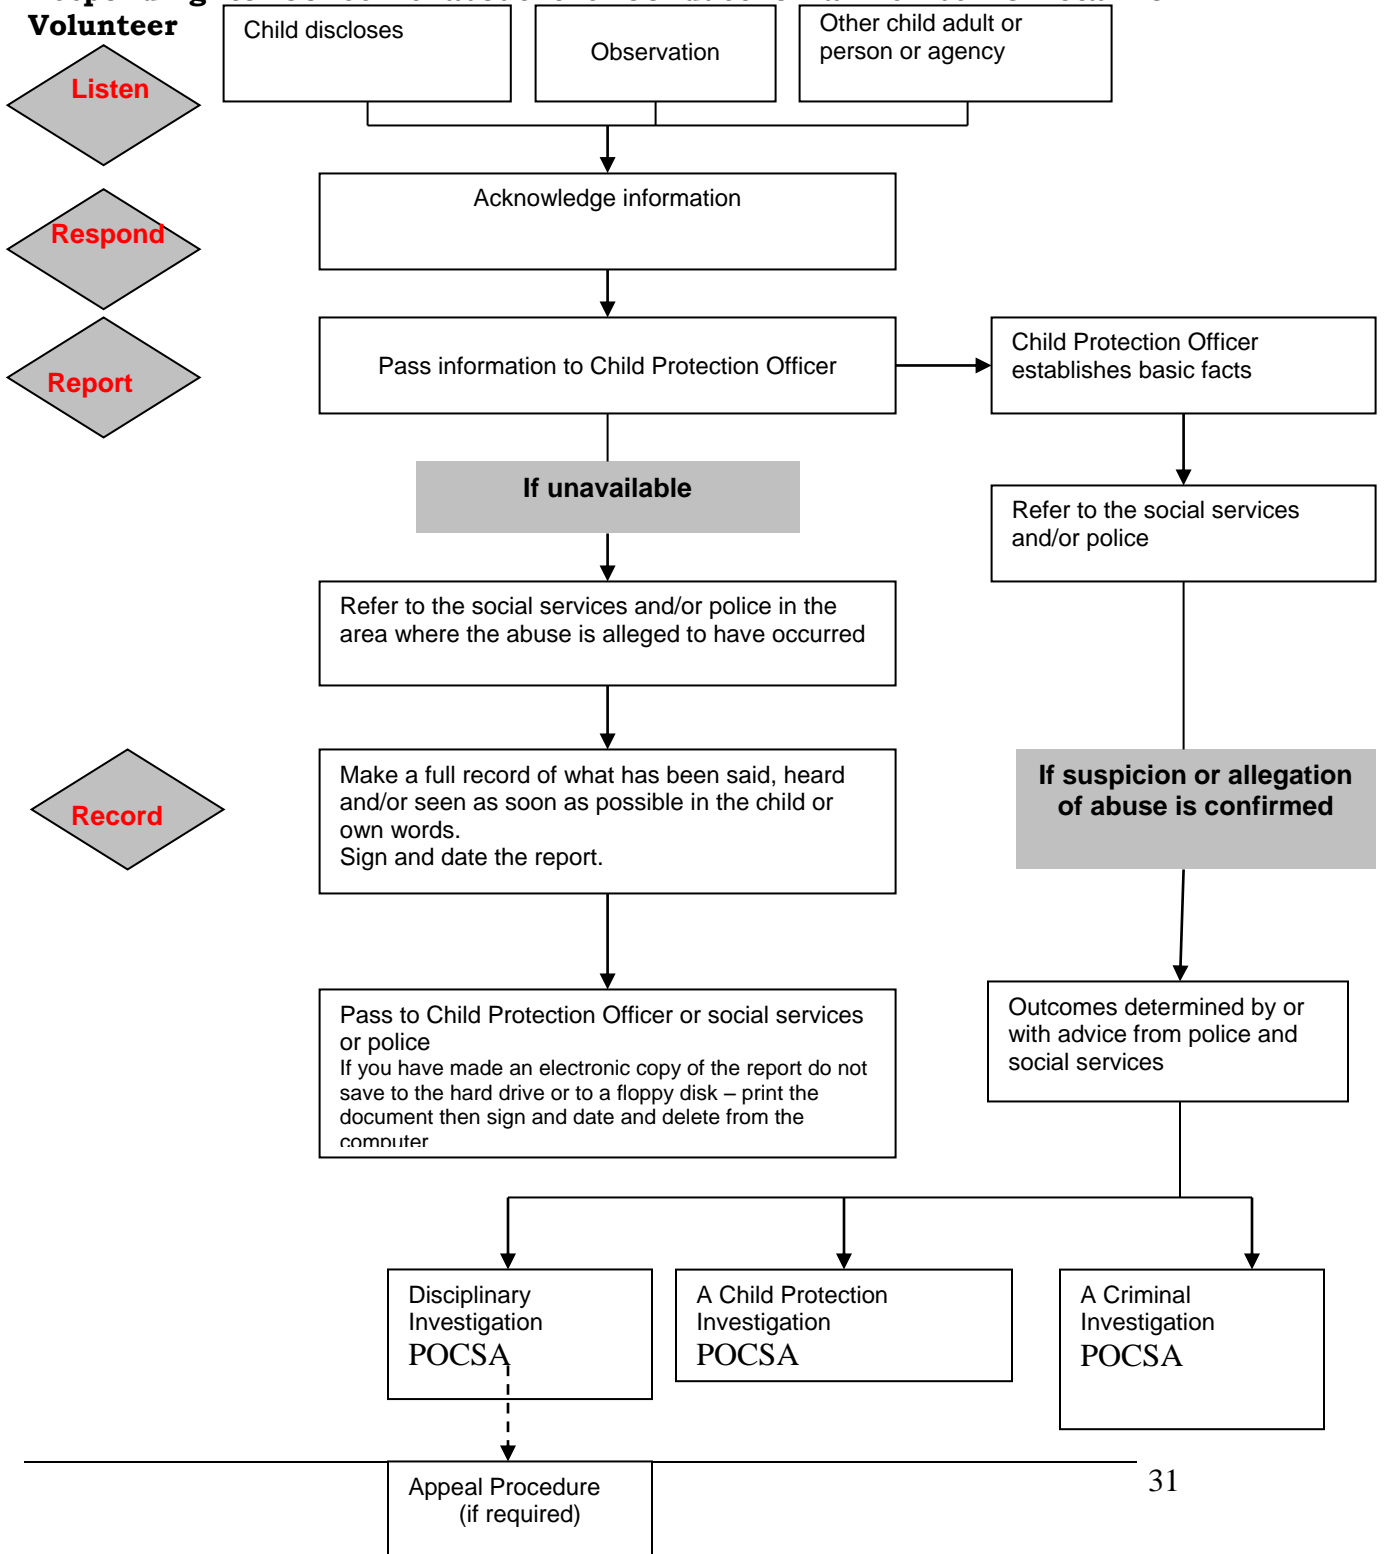 Volunteer
Child discloses
Observation
Other child adult or
person or agency
Listen
Acknowledge information
Respond
Pass information to Child Protection Officer
Child Protection Officer
establishes basic facts
Report
If unavailable
Refer to the social services
and/or police
Refer to the social services and/or police in the
area where the abuse is alleged to have occurred
Make a full record of what has been said, heard
and/or seen as soon as possible in the child or
own words.
Sign and date the report.
If suspicion or allegation
of abuse is confirmed
Record
Pass to Child Protection Officer or social services
or police
If you have made an electronic copy of the report do not
save to the hard drive or to a floppy disk – print the
document then sign and date and delete from the
computer
Outcomes determined by or
with advice from police and
social services
Disciplinary
Investigation
POCSA
A Child Protection
Investigation
POCSA
A Criminal
Investigation
POCSA
Appeal Procedure
(if required)
31